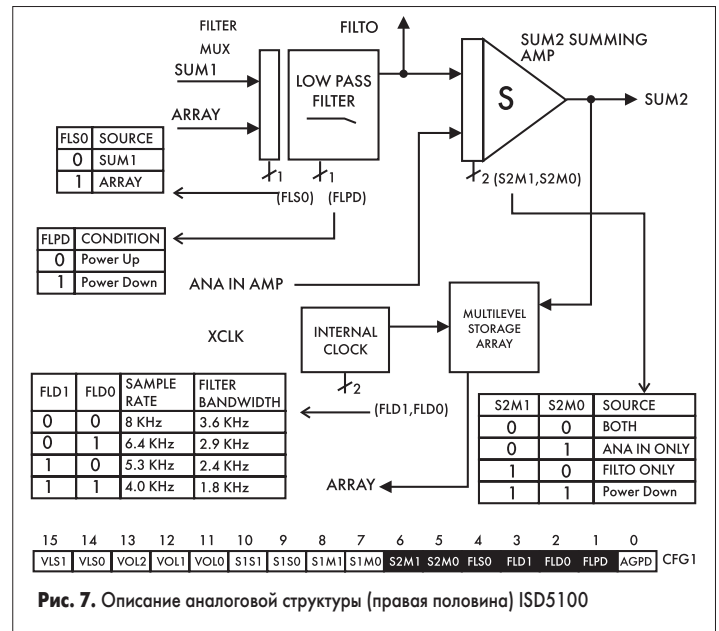 FILTER
MUX
FILTO
SUM2 SUMMING
AMP
SUM1
LOW PASS
FILTER
S
SUM2
ARRAY
FLS0 SOURCE
0 SUM1
1 ARRAY
1
(FLS0)
1
(FLPD)
2 (S2M1,S2M0)
FLPD CONDITION
0 Power Up
1 Power Down
ANA IN AMP
XCLK
INTERNAL
CLOCK
MULTILEVEL
STORAGE
ARRAY
2
(FLD1,FLD0)
FLD1 FLD0 SAMPLE RATE FILTER BANDWIDTH
0 0 8 KHz 3.6 KHz
0 1 6.4 KHz 2.9 KHz
1 0 5.3 KHz 2.4 KHz
1 1 4.0 KHz 1.8 KHz
ARRAY
S2M1 S2M0 SOURCE
0 0 BOTH
0 1 ANA IN ONLY
1 0 FILTO ONLY
1 1 Power Down
15 14 13 12 11 10 9 8 7 6 5 4 3 2 1 0
VLS1 VLS0 VOL2 VOL1 VOL0 S1S1 S1S0 S1M1 S1M0 S2M1 S2M0 FLS0 FLD1 FLD0 FLPD AGPD CFG1
Рис. 7. Описание аналоговой структуры (правая половина) ISD5100